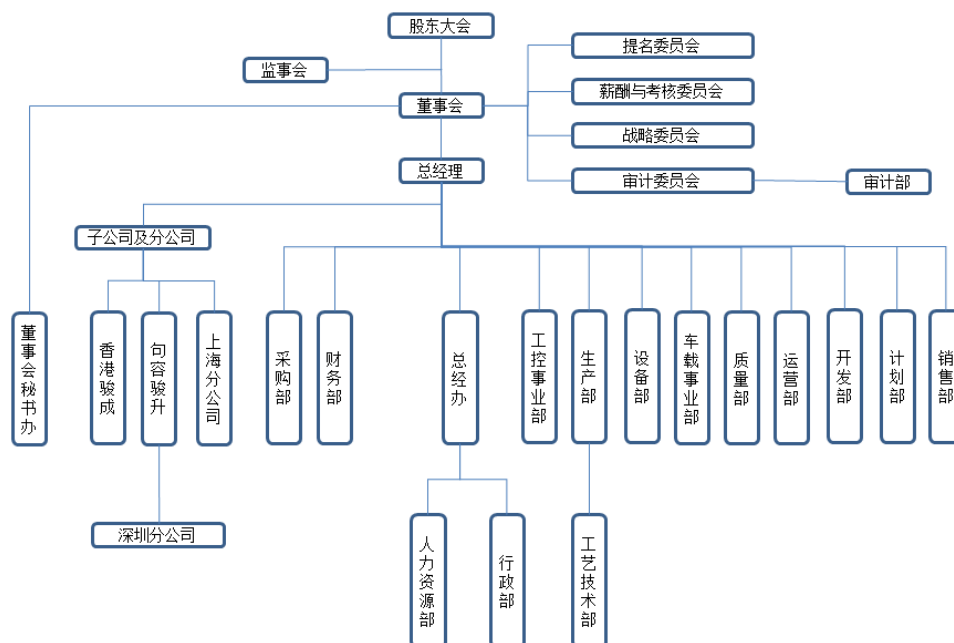 股东大会
提名委员会
监事会
薪酬与考核委员会
董事会
战略委员会
总经理
审计委员会
审计部
子公司及分公司
董事会秘书办
香港骏成
句容骏升
上海分公司
采购部
财务部
总经办
工控事业部
生产部
设备部
车载事业部
质量部
运营部
开发部
计划部
销售部
深圳分公司
人力资源部
行政部
工艺技术部